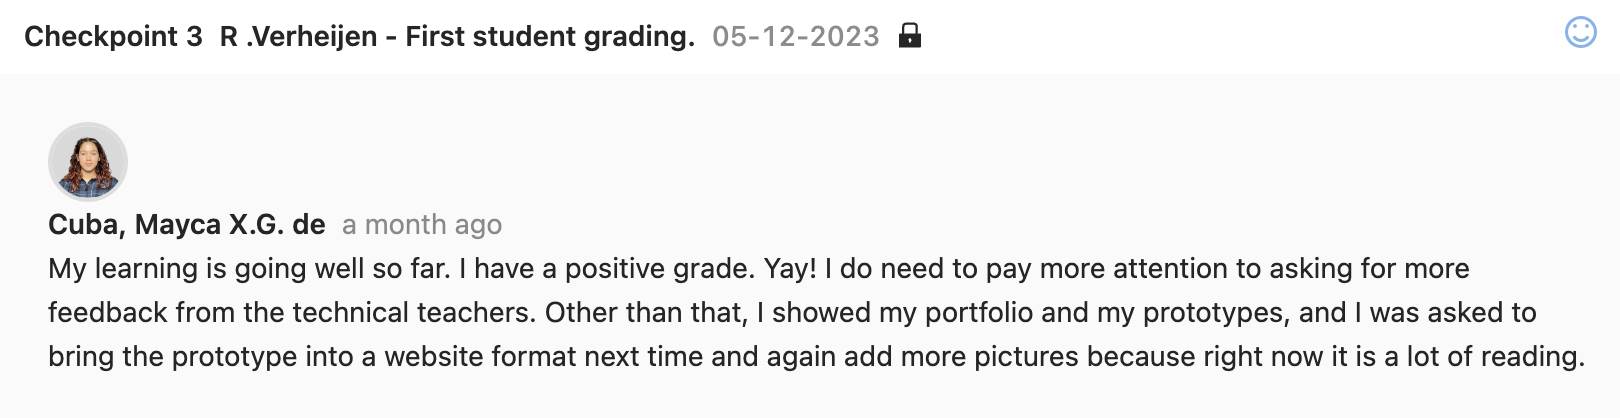 Checkpoint 3 R .Verheijen - First student grading. 05-12-2023
Cuba, Mayca X.G. de a month ago
My learning is going well so far. I have a positive grade. Yay! I do need to pay more attention to asking for more
feedback from the technical teachers. Other than that, I showed my portfolio and my prototypes, and I was asked to
bring the prototype into a website format next time and again add more pictures because right now it is a lot of reading.